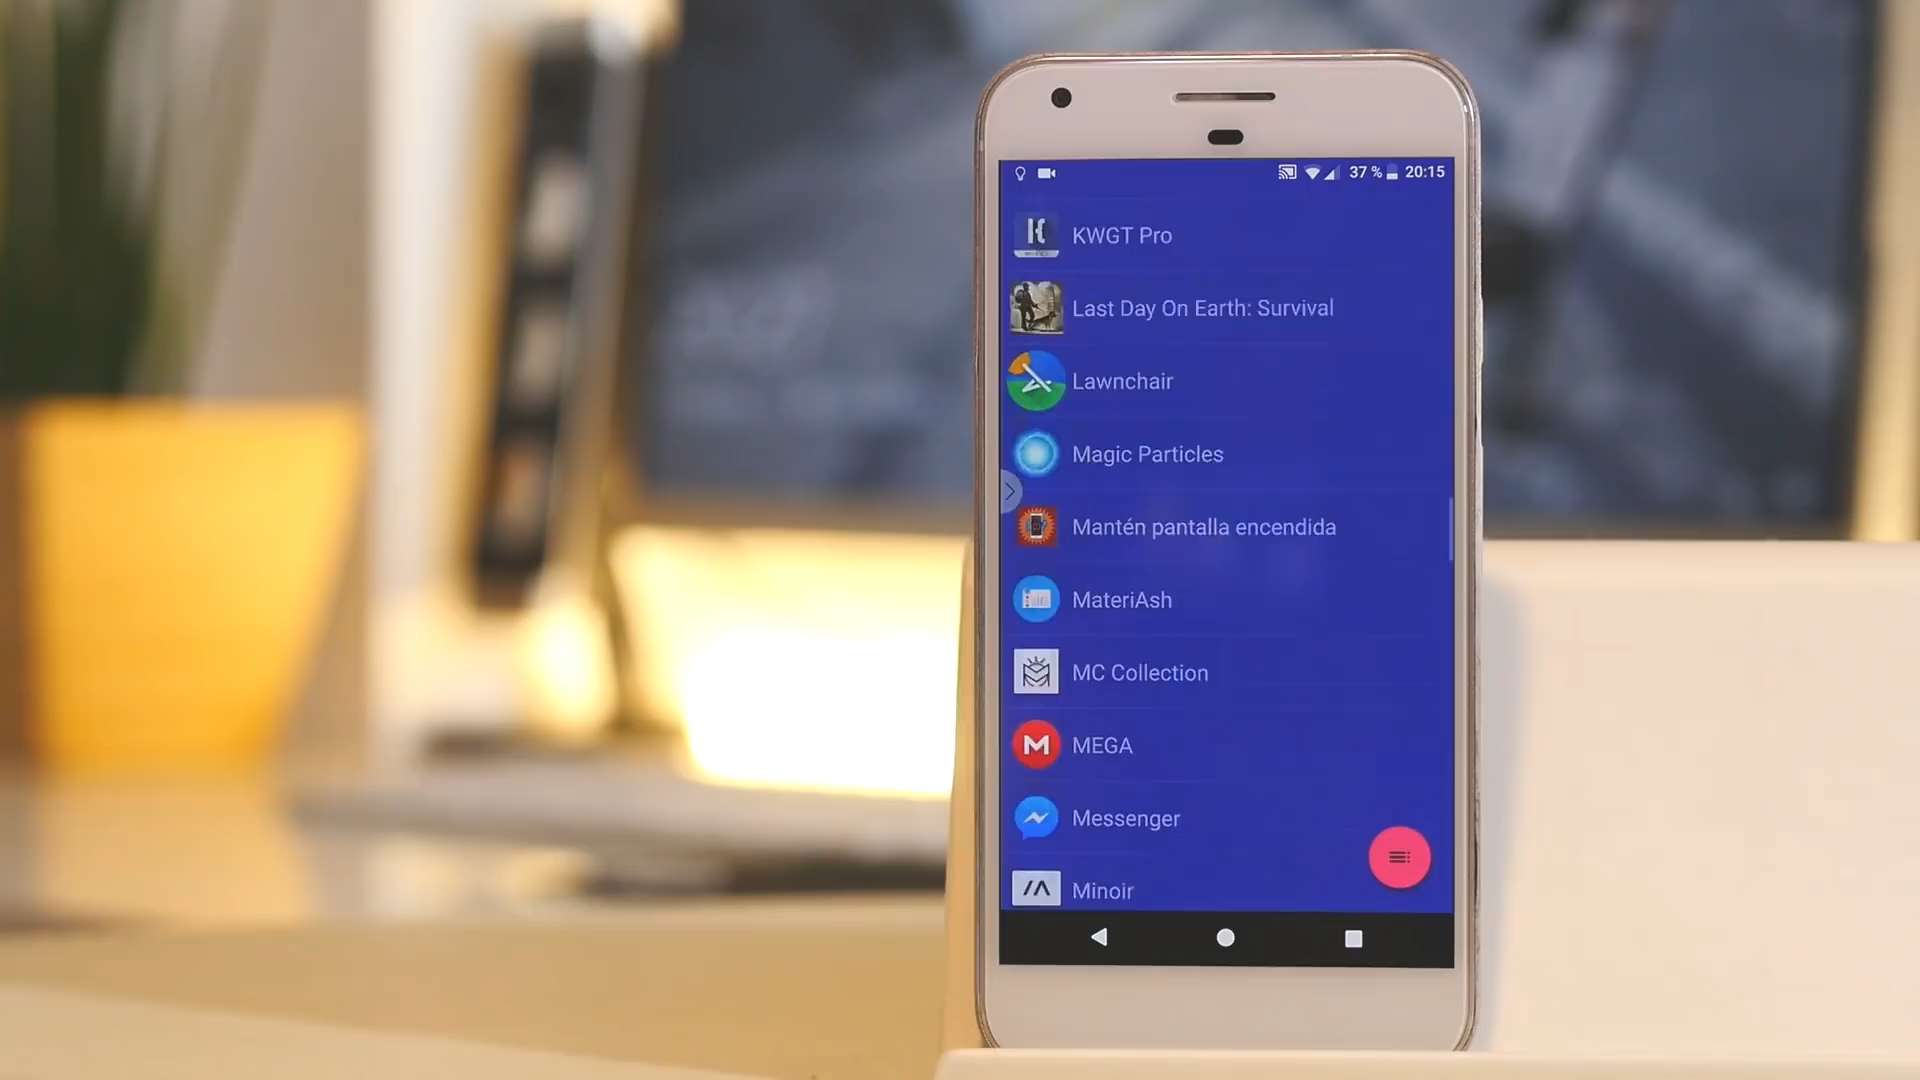 37 % 20:15
KWGT Pro
Last Day On Earth: Survival
Lawnchair
Magic Particles
Mantén pantalla encendida
MateriAsh
MC Collection
MEGA
Messenger
Minoir